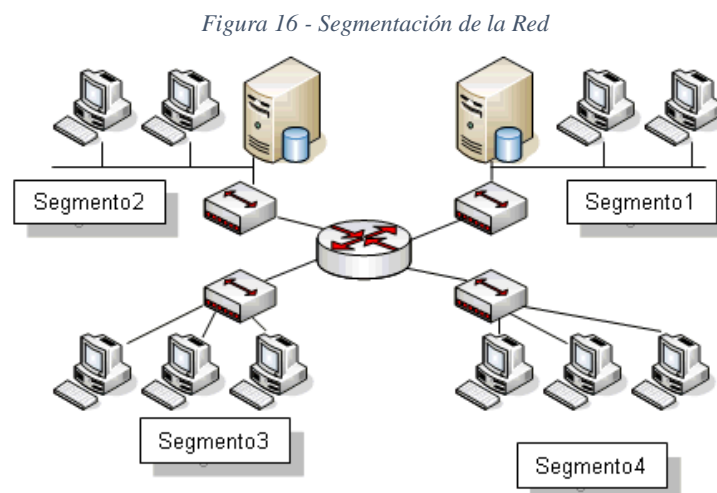 Figura 16 - Segmentación de la Red
Segmento2
Segmento1
Segmento3
Segmento4